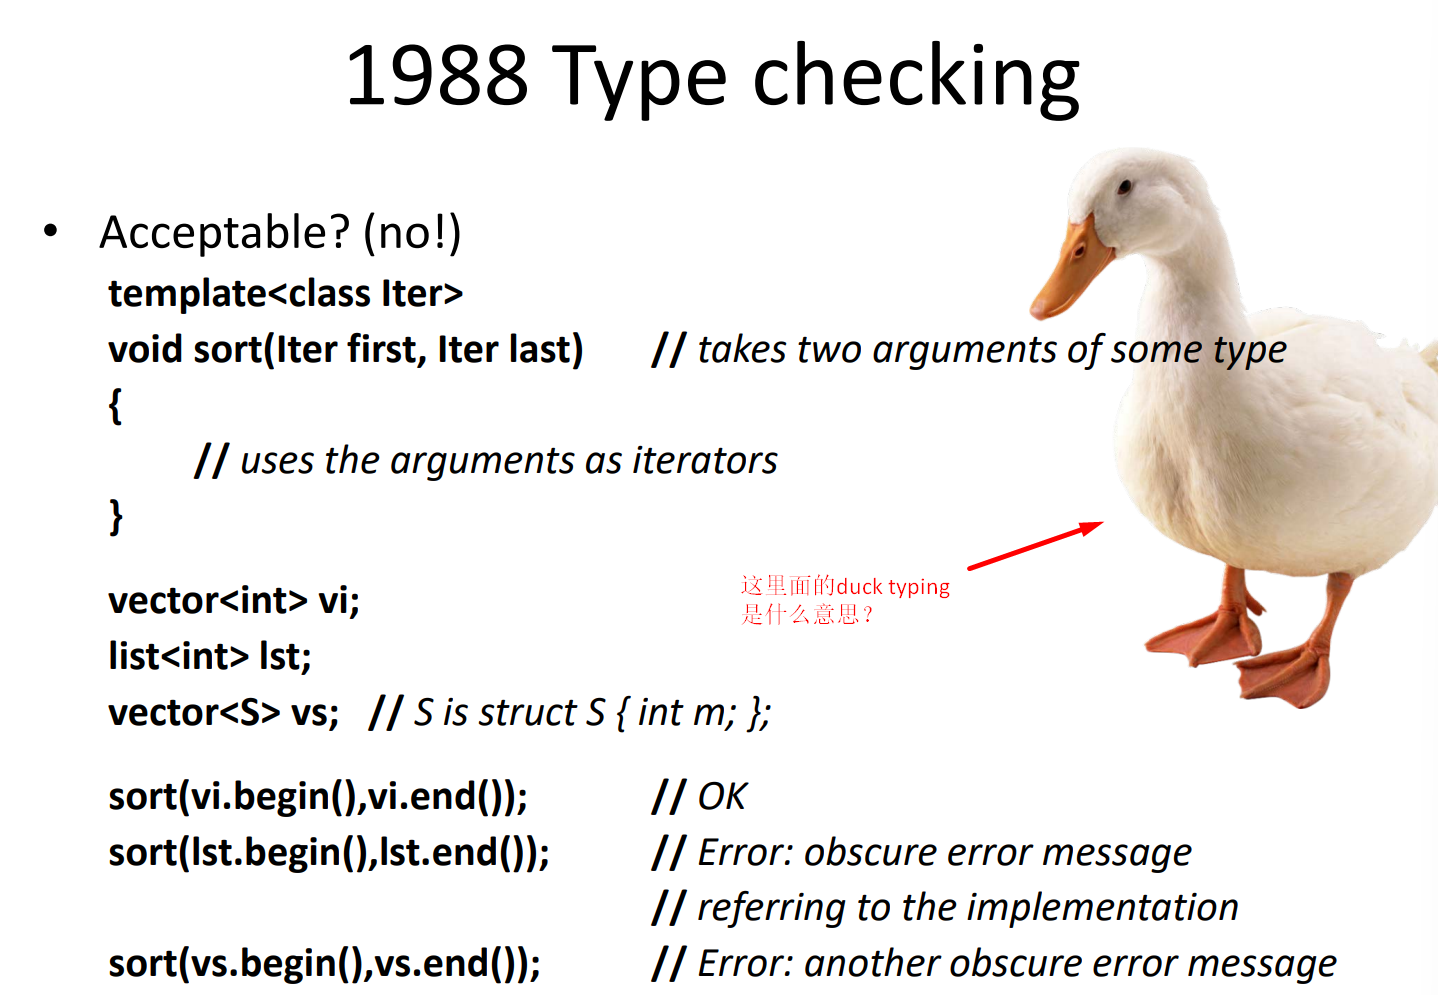 1988 Type checking
• Acceptable? (no!)
template<class Iter>
void sort(Iter first, Iter last) // takes two arguments of some type
{
// uses the arguments as iterators
}
这里面的duck typing
是什么意思?
vector<int> vi;
list<int> lst;
vector<S> vs; // S is struct S { int m; };
sort(vi.begin(),vi.end()); // OK
sort(lst.begin(),lst.end()); // Error: obscure error message
// referring to the implementation
sort(vs.begin(),vs.end()); // Error: another obscure error message